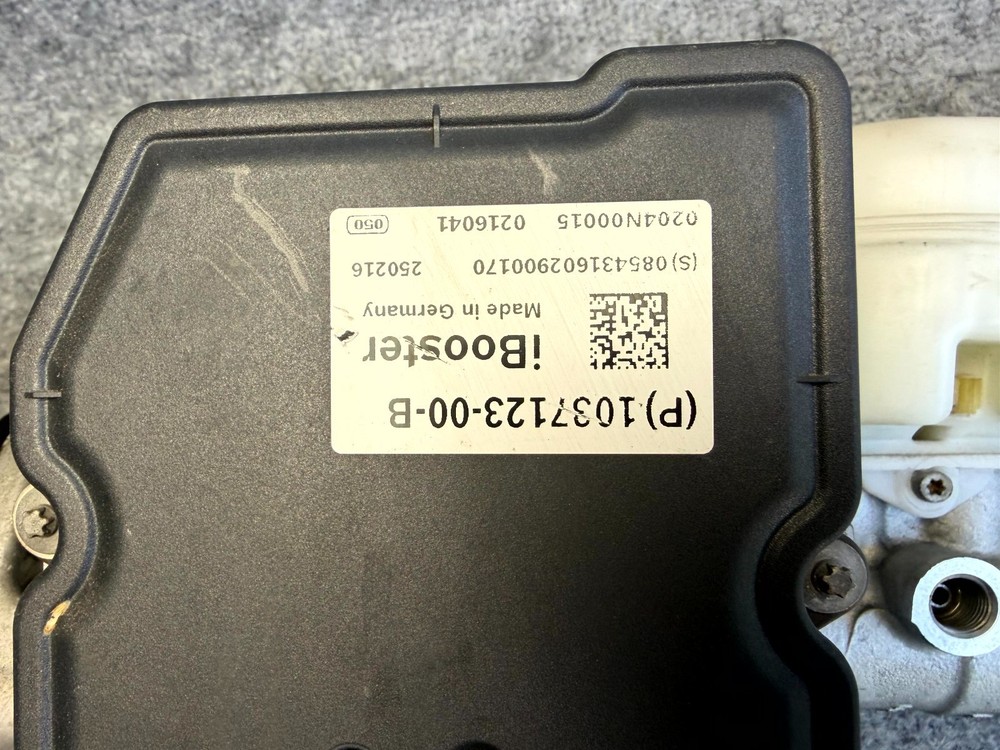 (P)1037123-00-B
iBooster
Made in Germany
(S)085431602900170 250216
0204N00015 0216041 050